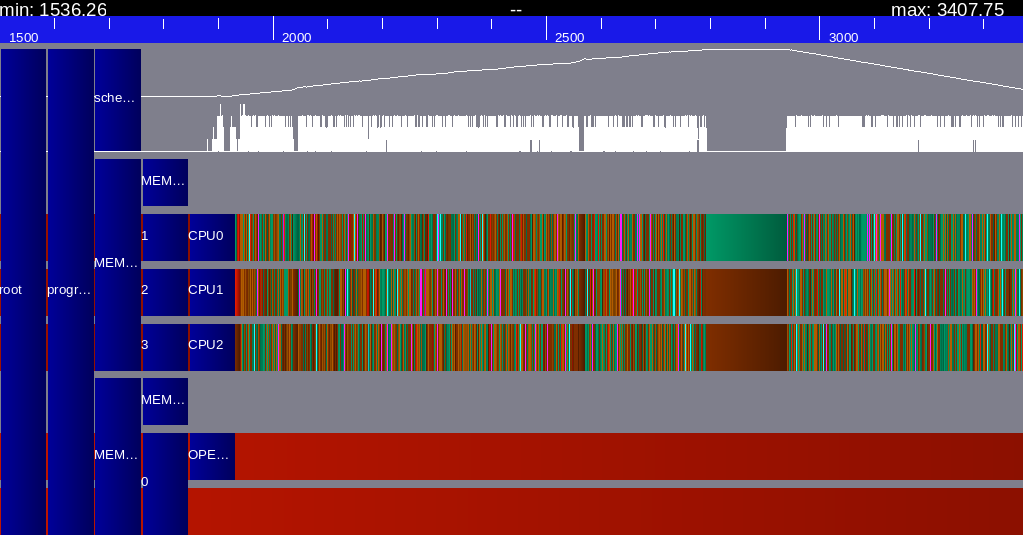 min: 1536.26 -- max: 3407.75
1500 2000 2500 3000
sche...
MEM...
1 CPU0
MEM...
root progr... 2 CPU1
3 CPU2
MEM...
MEM... OPE...
0